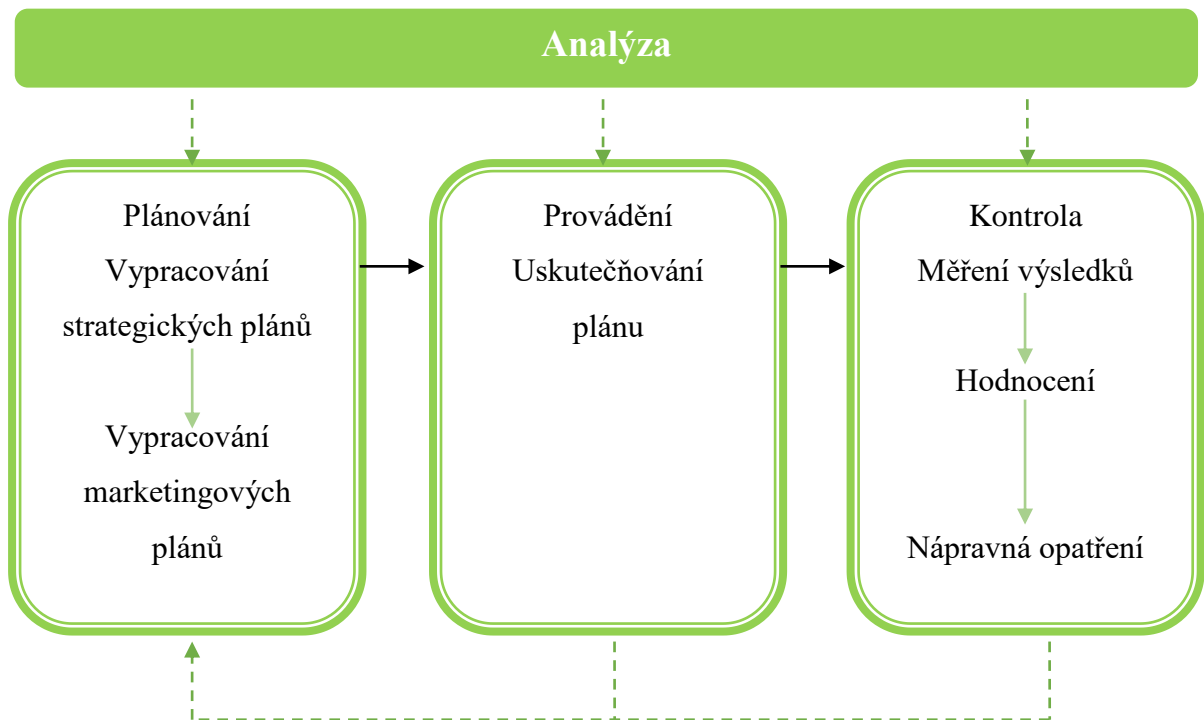 Analýza
Plánování
Vypracování
strategických plánů
Vypracování
marketingových
plánů
Provádění
Uskutečňování
plánu
Kontrola
Měření výsledků
Hodnocení
Nápravná opatření